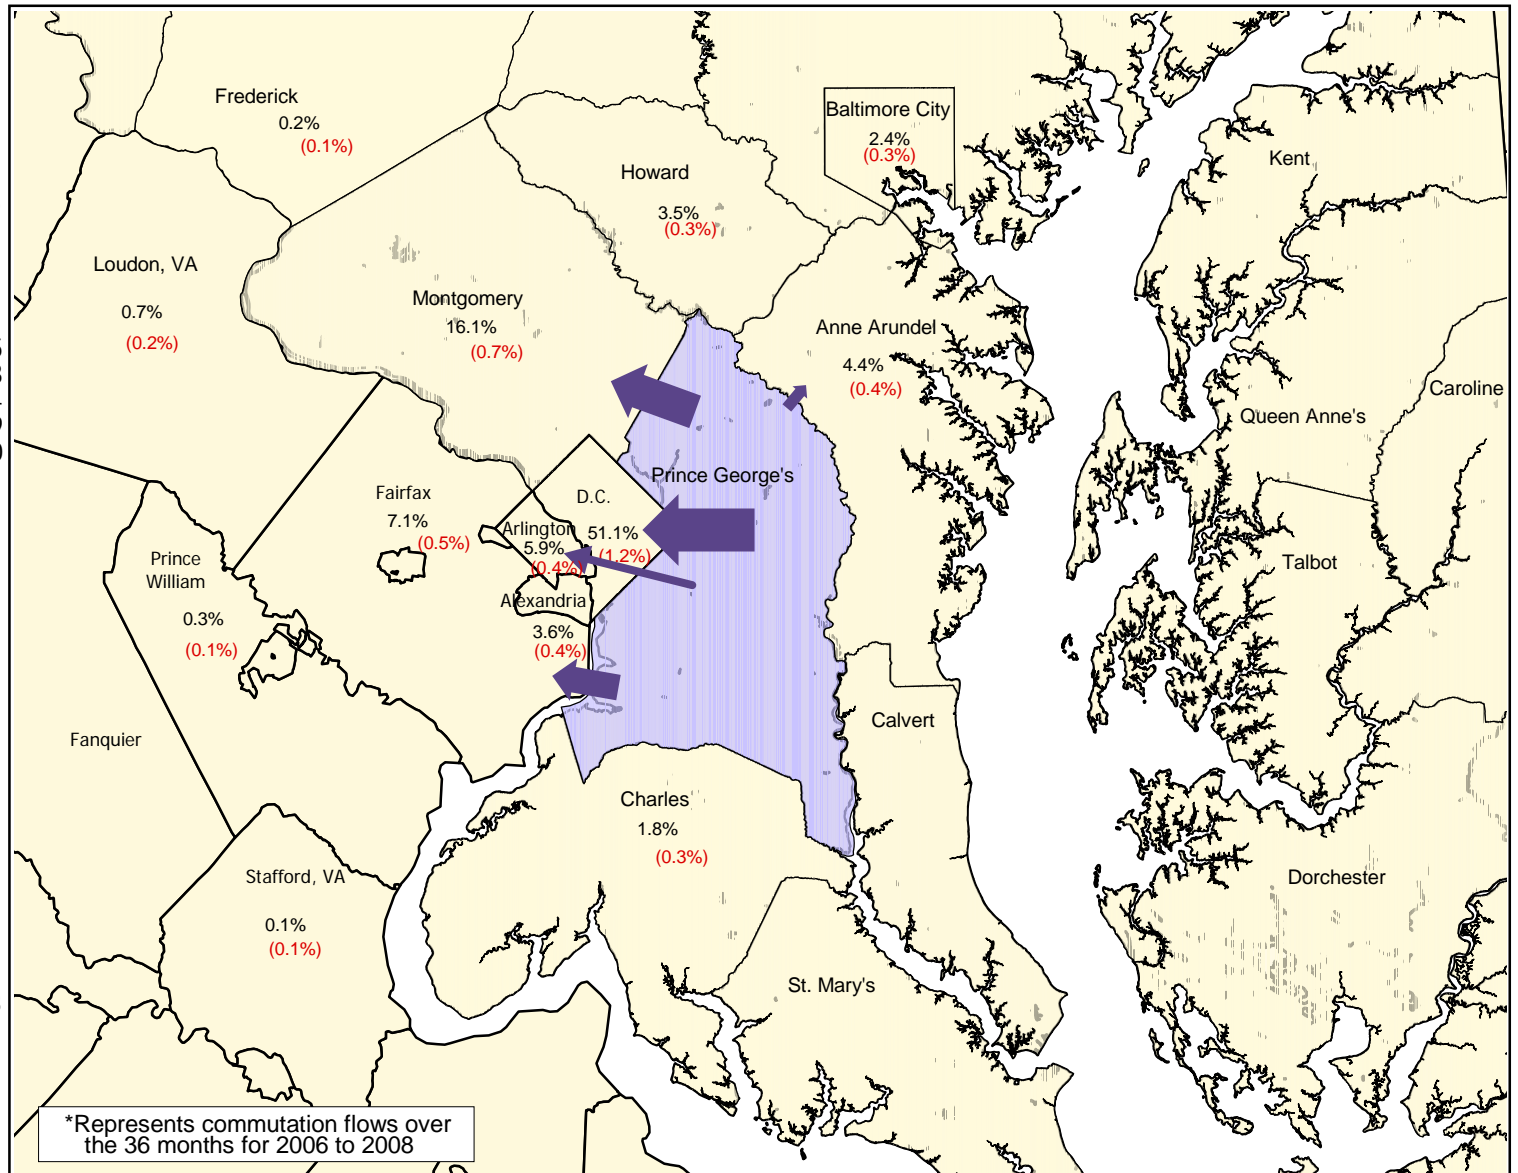 Frederick
0.2%
(0.1%)
Baltimore City
2.4%
(0.3%)
Kent
Howard
3.5%
(0.3%)
Loudon, VA
0.7%
(0.2%)
Montgomery
16.1%
(0.7%)
Anne Arundel
4.4%
(0.4%)
Caroline
Queen Anne's
Prince George's
Fairfax
7.1%
(0.5%)
D.C.
51.1%
(1.2%)
Arlington
5.9%
(0.4%)
Alexandria
3.6%
(0.4%)
Prince
William
0.3%
(0.1%)
Talbot
Fanquier
Calvert
Charles
1.8%
(0.3%)
Stafford, VA
0.1%
(0.1%)
Dorchester
St. Mary's
*Represents commutation flows over
the 36 months for 2006 to 2008